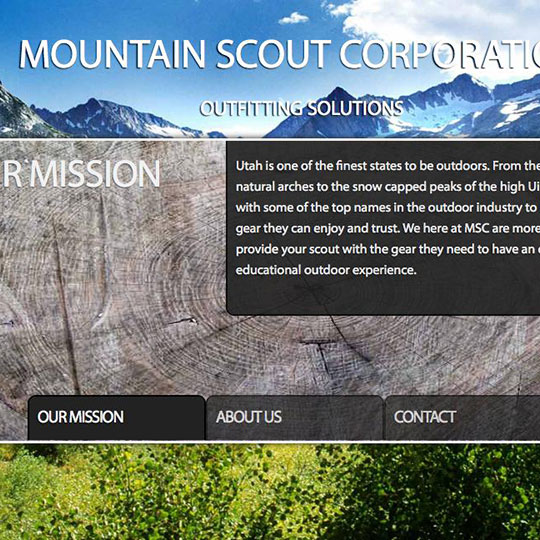 MOUNTAIN SCOUT CORPORATIO
OUTFITTING SOLUTIONS
R MISSION
Utah is one of the finest states to be outdoors. From the
natural arches to the snow capped peaks of the high Ui
with some of the top names in the outdoor industry to
gear they can enjoy and trust. We here at MSC are more
provide your scout with the gear they need to have an
educational outdoor experience.
OUR MISSION
ABOUT US
CONTACT